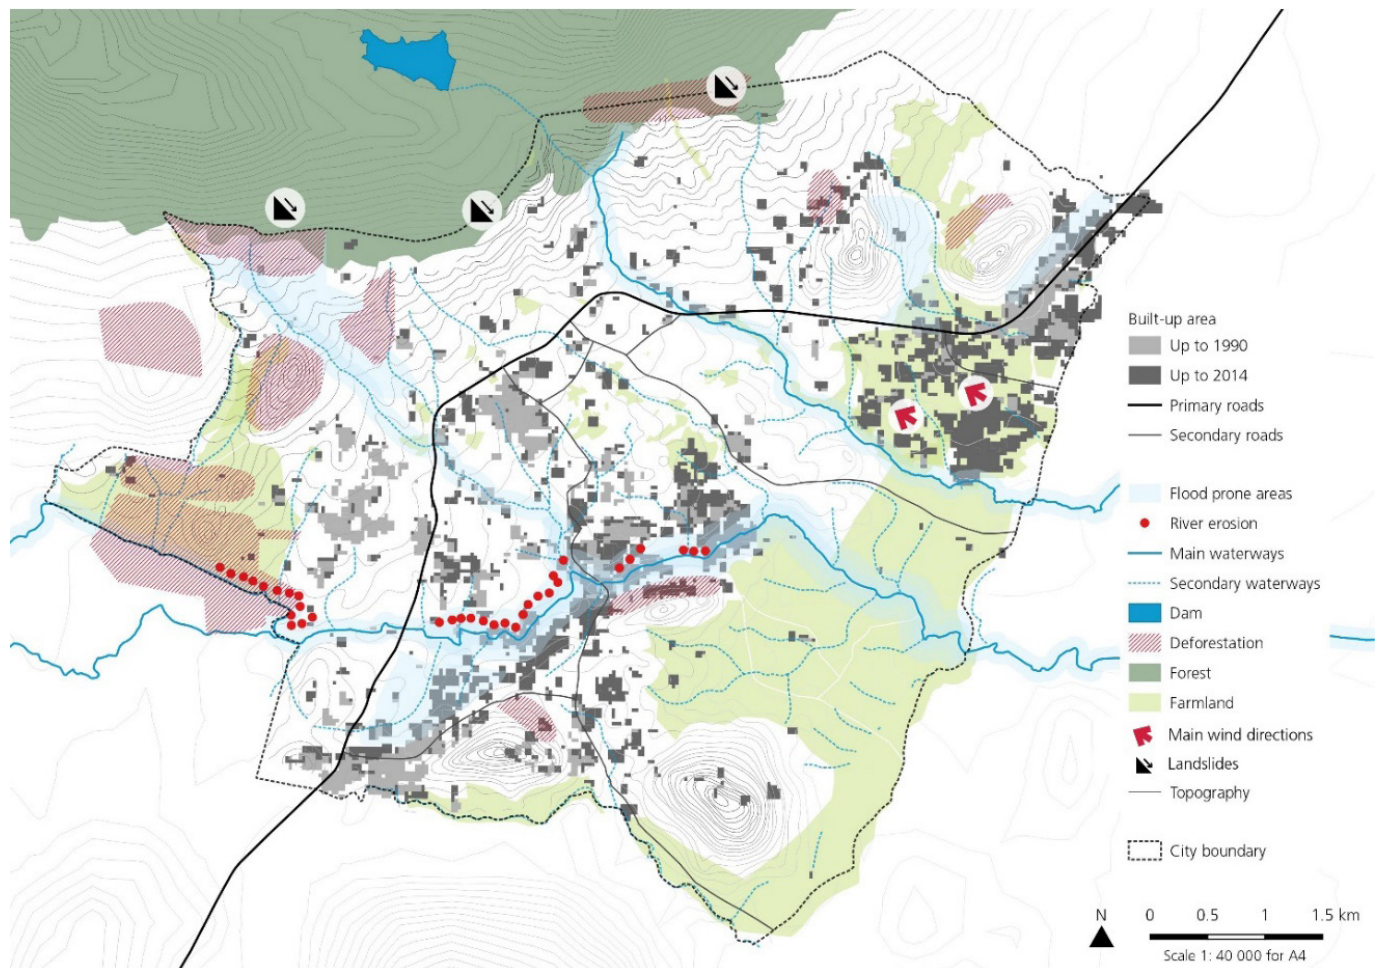 Built-up area
Up to 1990
Up to 2014
Primary roads
Secondary roads
Flood prone areas
River erosion
Main waterways
Secondary waterways
Dam
Deforestation
Forest
Farmland
Main wind directions
Landslides
Topography
City boundary
N
0 0.5 1 1.5 km
Scale 1: 40 000 for A4